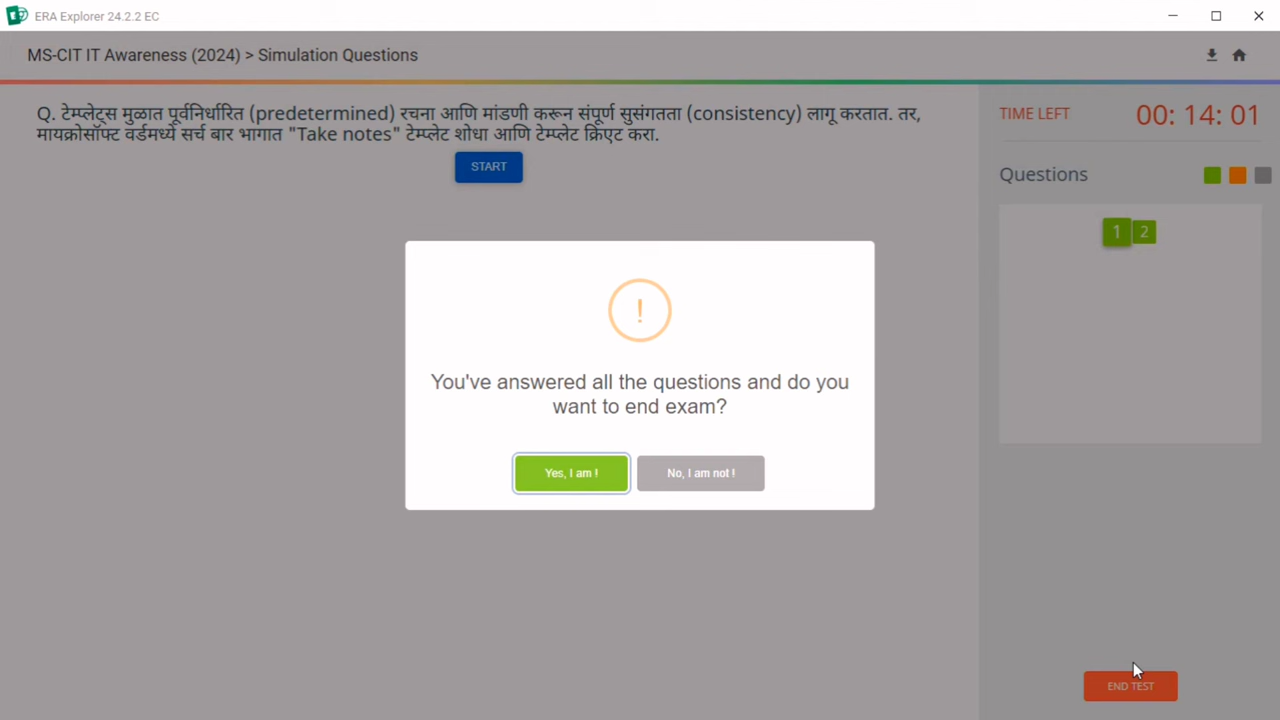 ERA Explorer 24.2.2 EC
MS-CIT IT Awareness (2024) > Simulation Questions
Q. टेम्प्लेट्स मुळात पूर्वनिर्धारित (predetermined) रचना आणि मांडणी करून संपूर्ण सुसंगतता (consistency) लागू करतात. तर,
मायक्रोसॉफ्ट वर्डमध्ये सर्च बार भागात "Take notes" टेम्प्लेट शोधा आणि टेम्प्लेट क्रिएट करा.
START
TIME LEFT 00: 14: 01
Questions
1 2
!
You've answered all the questions and do you
want to end exam?
Yes, I am ! No, I am not !
END TEST